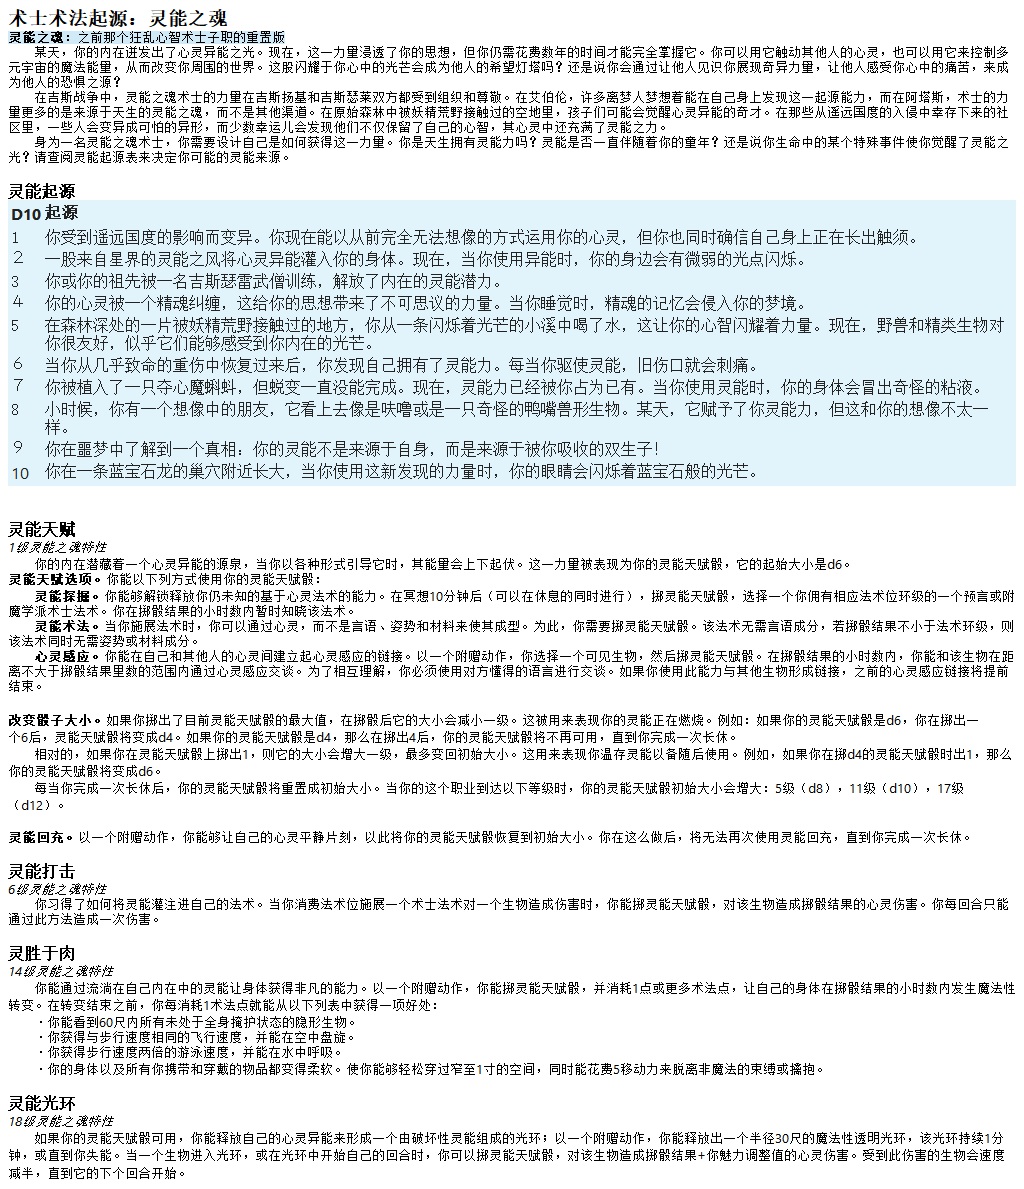 术士术法起源：灵能之魂
灵能之魂：之前那个狂乱心智术士子职的重置版
某天，你的内在迸发出了心灵异能之光。现在，这一力量浸透了你的思想，但你仍需花费数年的时间才能完全掌握它。你可以用它触动其他人的心灵，也可以用它来控制多
元宇宙的魔法能量，从而改变你周围的世界。这股闪耀于你心中的光芒会成为他人的希望灯塔吗？还是说你会通过让他人见识你展现奇异力量，让他人感受你心中的痛苦，来成
为他人的恐惧之源？
在吉斯战争中，灵能之魂术士的力量在吉斯扬基和吉斯瑟莱双方都受到组织和尊敬。在艾伯伦，许多离梦人梦想着能在自己身上发现这一起源能力，而在阿塔斯，术士的力
量更多的是来源于天生的灵能之魂，而不是其他渠道。在原始森林中被妖精荒野接触过的空地里，孩子们可能会觉醒心灵异能的奇才。在那些从遥远国度的入侵中幸存下来的社
区里，一些人会变异成可怕的异形，而少数幸运儿会发现他们不仅保留了自己的心智，其心灵中还充满了灵能之力。
身为一名灵能之魂术士，你需要设计自己是如何获得这一力量。你是天生拥有灵能力吗？灵能是否一直伴随着你的童年？还是说你生命中的某个特殊事件使你觉醒了灵能之
光？请查阅灵能起源表来决定你可能的灵能来源。
灵能起源
D10 起源
1 你受到遥远国度的影响而变异。你现在能以从前完全无法想像的方式运用你的心灵，但你也同时确信自己身上正在长出触须。
2 一股来自星界的灵能之风将心灵异能灌入你的身体。现在，当你使用异能时，你的身边会有微弱的光点闪烁。
3 你或你的祖先被一名吉斯瑟雷武僧训练，解放了内在的灵能潜力。
4 你的心灵被一个精魂纠缠，这给你的思想带来了不可思议的力量。当你睡觉时，精魂的记忆会侵入你的梦境。
5 在森林深处的一片被妖精荒野接触过的地方，你从一条闪烁着光芒的小溪中喝了水，这让你的心智闪耀着力量。现在，野兽和精类生物对
你很友好，似乎它们能够感受到你内在的光芒。
6 当你从几乎致命的重伤中恢复过来后，你发现自己拥有了灵能力。每当你驱使灵能，旧伤口就会刺痛。
7 你被植入了一只夺心魔蝌蚪，但蜕变一直没能完成。现在，灵能力已经被你占为已有。当你使用灵能时，你的身体会冒出奇怪的粘液。
8 小时候，你有一个想像中的朋友，它看上去像是呋噜或是一只奇怪的鸭嘴兽形生物。某天，它赋予了你灵能力，但这和你的想像不太一
样。
9 你在噩梦中了解到一个真相：你的灵能不是来源于自身，而是来源于被你吸收的双生子！
10 你在一条蓝宝石龙的巢穴附近长大，当你使用这新发现的力量时，你的眼睛会闪烁着蓝宝石般的光芒。
灵能天赋
1级灵能之魂特性
你的内在潜藏着一个心灵异能的源泉，当你以各种形式引导它时，其能量会上下起伏。这一力量被表现为你的灵能天赋骰，它的起始大小是d6。
灵能天赋选项。你能以下列方式使用你的灵能天赋骰：
灵能探掘。你能够解锁释放你仍未知的基于心灵法术的能力。在冥想10分钟后（可以在休息的同时进行），掷灵能天赋骰，选择一个你拥有相应法术位环级的一个预言或附
魔学派术士法术。你在掷骰结果的小时数内暂时知晓该法术。
灵能术法。当你施展法术时，你可以通过心灵，而不是言语、姿势和材料来使其成型。为此，你需要掷灵能天赋骰。该法术无需言语成分，若掷骰结果不小于法术环级，则
该法术同时无需姿势或材料成分。
心灵感应。你能在自己和其他人的心灵间建立起心灵感应的链接。以一个附赠动作，你选择一个可见生物，然后掷灵能天赋骰。在掷骰结果的小时数内，你能和该生物在距
离不大于掷骰结果里数的范围内通过心灵感应交谈。为了相互理解，你必须使用对方懂得的语言进行交谈。如果你使用此能力与其他生物形成链接，之前的心灵感应链接将提前
结束。
改变骰子大小。如果你掷出了目前灵能天赋骰的最大值，在掷骰后它的大小会减小一级。这被用来表现你的灵能正在燃烧。例如：如果你的灵能天赋骰是d6，你在掷出一
个6后，灵能天赋骰将变成d4。如果你的灵能天赋骰是d4，那么在掷出4后，你的灵能天赋骰将不再可用，直到你完成一次长休。
相对的，如果你在灵能天赋骰上掷出1，则它的大小会增大一级，最多变回初始大小。这用来表现你温存灵能以备随后使用。例如，如果你在掷d4的灵能天赋骰时出1，那么
你的灵能天赋骰将变成d6。
每当你完成一次长休后，你的灵能天赋骰将重置成初始大小。当你的这个职业到达以下等级时，你的灵能天赋骰初始大小会增大：5级（d8），11级（d10），17级
（d12）。
灵能回充。以一个附赠动作，你能够让自己的心灵平静片刻，以此将你的灵能天赋骰恢复到初始大小。你在这么做后，将无法再次使用灵能回充，直到你完成一次长休。
灵能打击
6级灵能之魂特性
你习得了如何将灵能灌注进自己的法术。当你消费法术位施展一个术士法术对一个生物造成伤害时，你能掷灵能天赋骰，对该生物造成掷骰结果的心灵伤害。你每回合只能
通过此方法造成一次伤害。
灵胜于肉
14级灵能之魂特性
你能通过流淌在自己内在中的灵能让身体获得非凡的能力。以一个附赠动作，你能掷灵能天赋骰，并消耗1点或更多术法点，让自己的身体在掷骰结果的小时数内发生魔法性
转变。在转变结束之前，你每消耗1术法点就能从以下列表中获得一项好处：
·你能看到60尺内所有未处于全身掩护状态的隐形生物。
·你获得与步行速度相同的飞行速度，并能在空中盘旋。
·你获得步行速度两倍的游泳速度，并能在水中呼吸。
·你的身体以及所有你携带和穿戴的物品都变得柔软。使你能够轻松穿过窄至1寸的空间，同时能花费5移动力来脱离非魔法的束缚或擒抱。
灵能光环
18级灵能之魂特性
如果你的灵能天赋骰可用，你能释放自己的心灵异能来形成一个由破坏性灵能组成的光环；以一个附赠动作，你能释放出一个半径30尺的魔法性透明光环，该光环持续1分
钟，或直到你失能。当一个生物进入光环，或在光环中开始自己的回合时，你可以掷灵能天赋骰，对该生物造成掷骰结果+你魅力调整值的心灵伤害。受到此伤害的生物会速度
减半，直到它的下个回合开始。